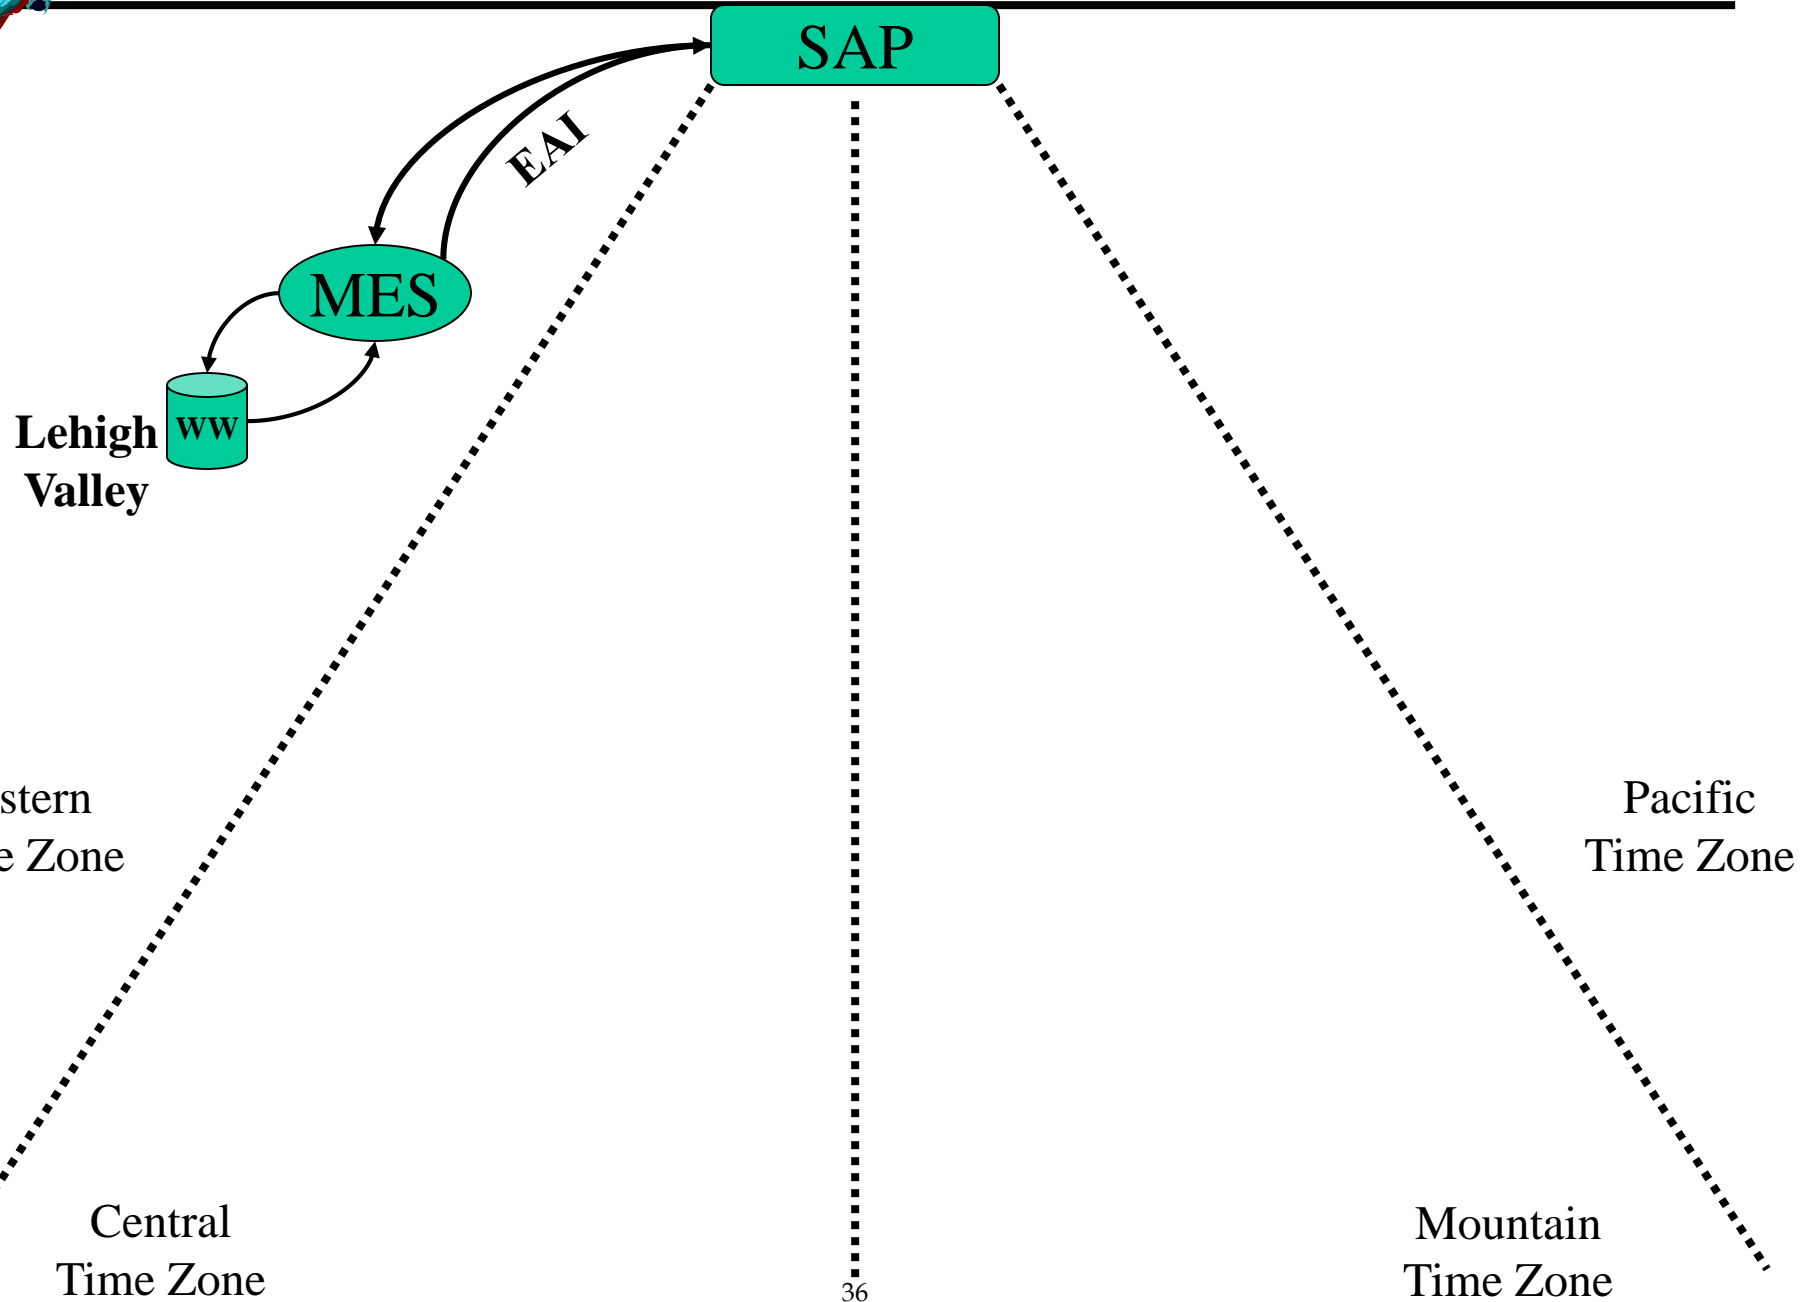 SAP
EAI
MES
WW
Lehigh
Valley
stern
e Zone
Pacific
Time Zone
Central
Time Zone
Mountain
Time Zone
36